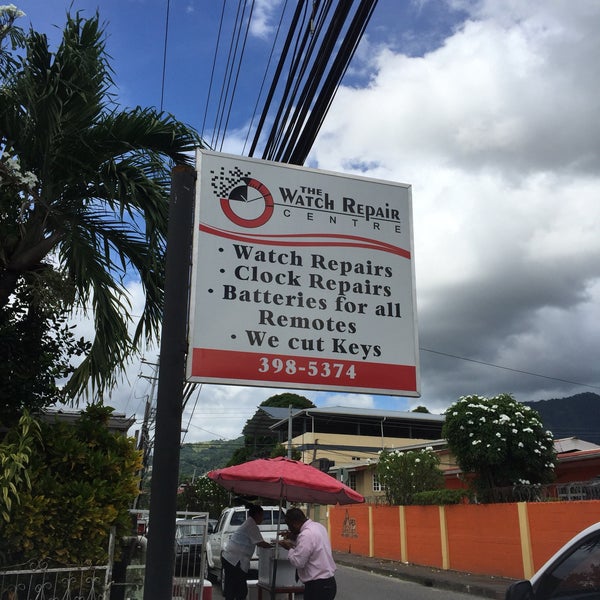 THE
WATCH REPAIR
CENTRE
· Watch Repairs
· Clock Repairs
· Batteries for all
Remotes
· We cut Keys
398-5374